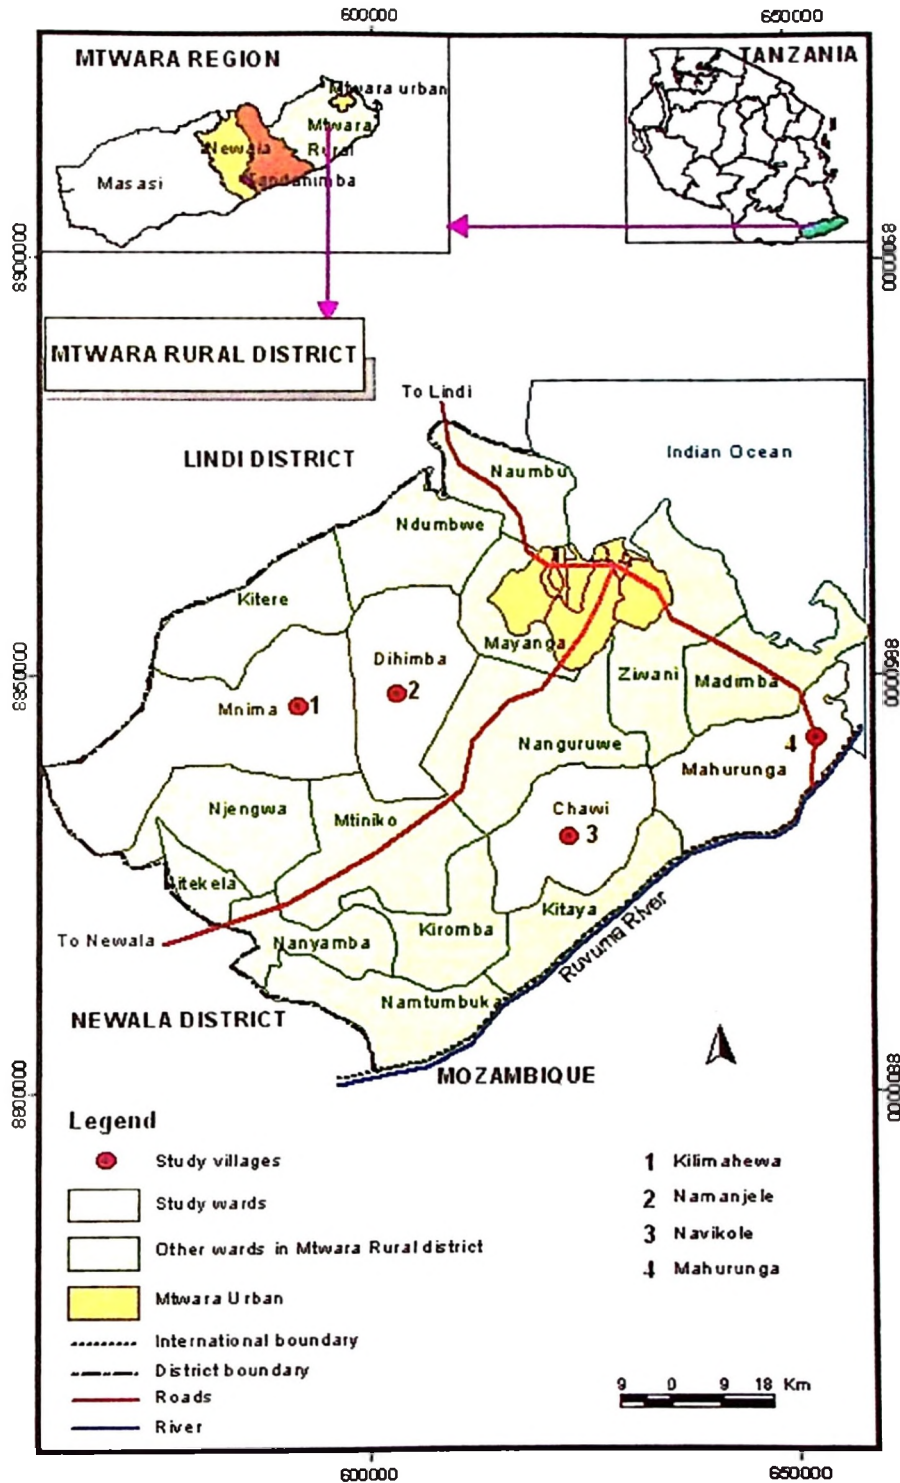 600000
650000
MTWARA REGION
TANZANIA
Mtwara urban
Mtwara
Rural
Newala
Tandahimba
Masasi
8900000
8900000
MTWARA RURAL DISTRICT
To Lindi
LINDI DISTRICT
Indian Ocean
Naumbu
Ndumbwe
Kitere
Mayanga
Dihimba
Ziwani
Madimba
8850000
8850000
Mnima
1
2
Nanguruwe
4
Mahurunga
Njengwa
Mtiniko
Chawi
3
itekela
Kitaya
To Newala
Nanyamba
Kiromba
Ruvuma River
Namtumbuka
NEWALA DISTRICT
MOZAMBIQUE
8800000
8800000
Legend
Study villages
Study wards
Other wards in Mtwara Rural district
Mtwara Urban
International boundary
District boundary
Roads
River
1 Kilimahewa
2 Namanjele
3 Navikole
4 Mahurunga
9 0 9 18 Km
600000
650000